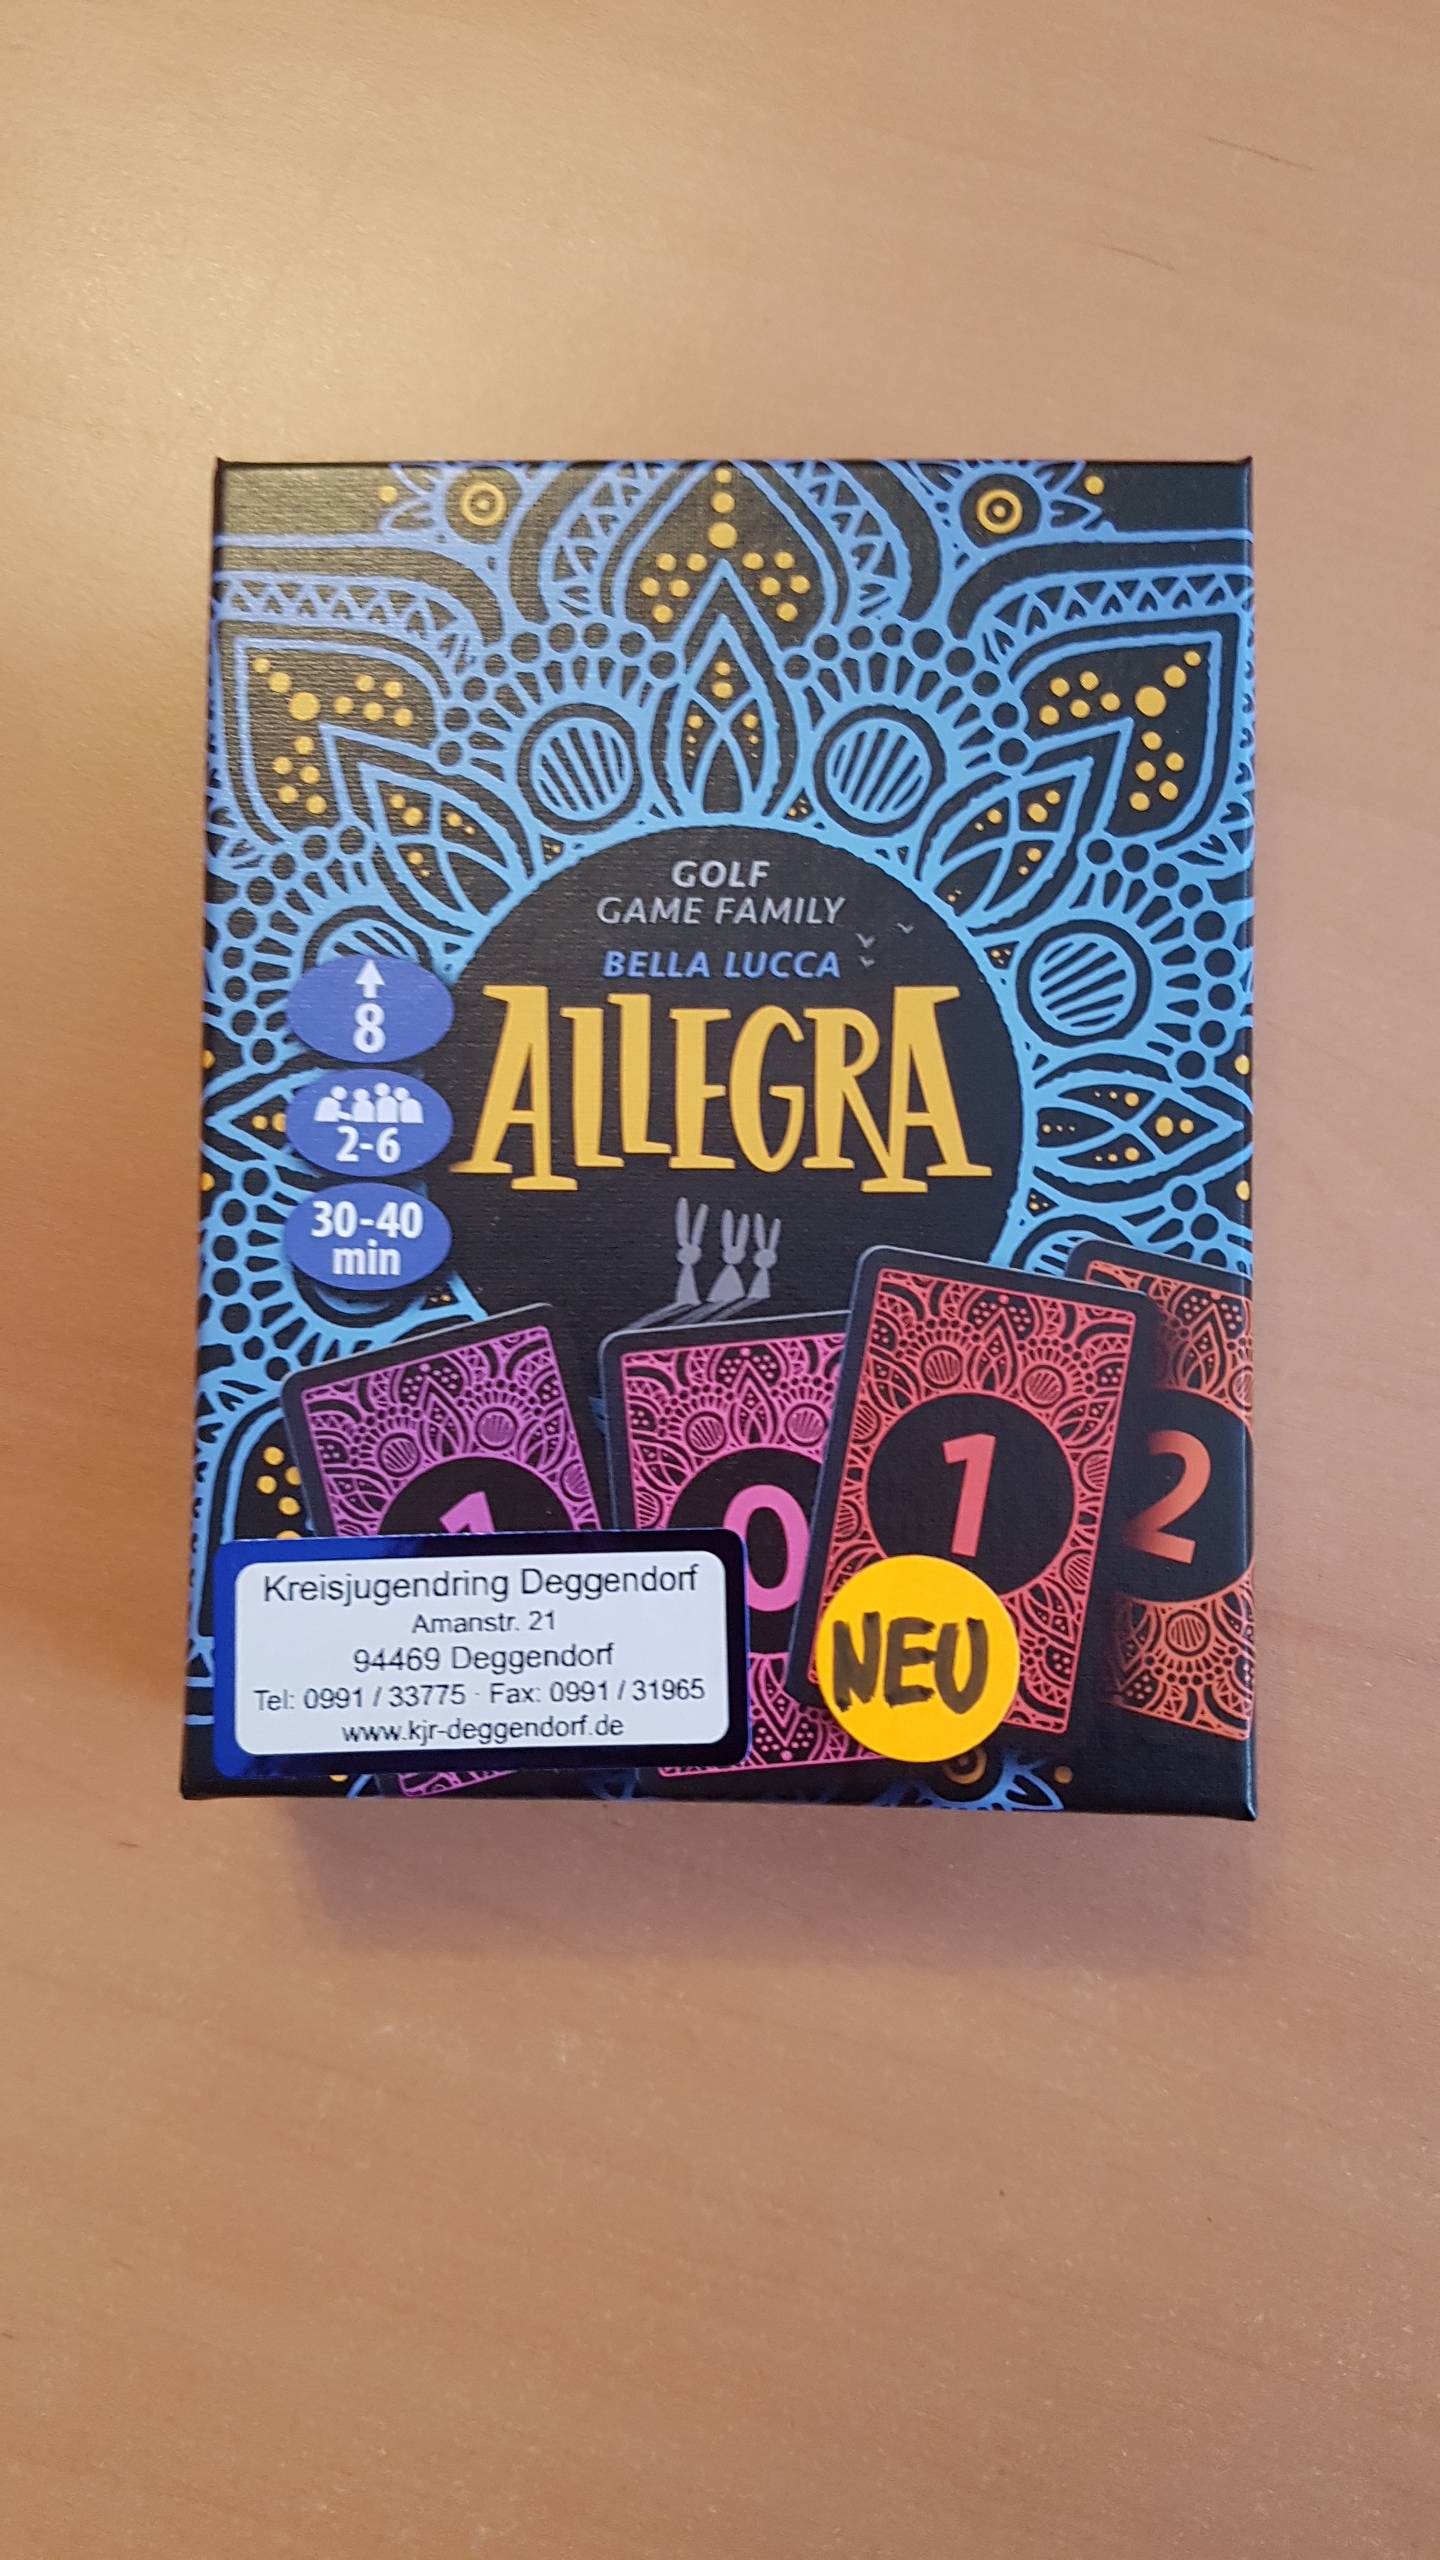 GOLF
GAME FAMILY
BELLA LUCCA
ALLEGRA
8
2-6
30-40
min
1
0
1
2
Kreisjugendring Deggendorf
Amanstr. 21
94469 Deggendorf
Tel: 0991 / 33775 · Fax: 0991 / 31965
www.kjr-deggendorf.de
NEU